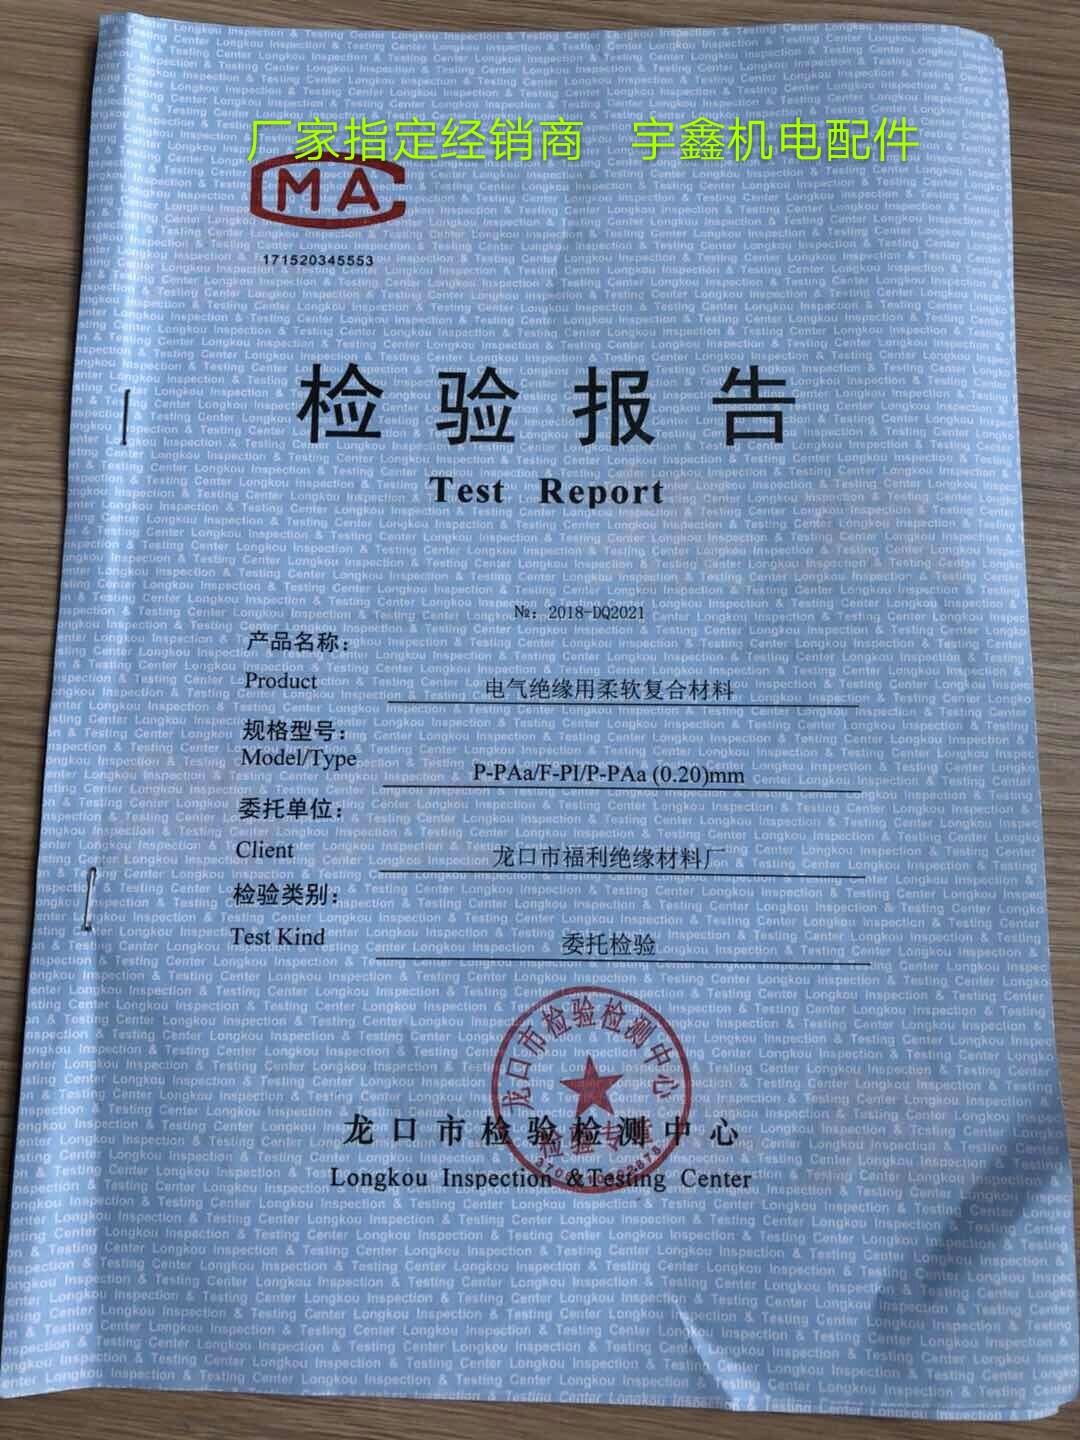 厂家指定经销商 宇鑫机电配件
CMA
171520345553
检验报告
Test Report
№: 2018-DQ2021
产品名称：
Product
电气绝缘用柔软复合材料
规格型号：
Model/Type
P-PAa/F-PI/P-PAa (0.20)mm
委托单位：
Client
龙口市福利绝缘材料厂
检验类别：
Test Kind
委托检验
龙口市检验检测中心
检验专用章
龙口市检验检测中心
Longkou Inspection &Testing Center